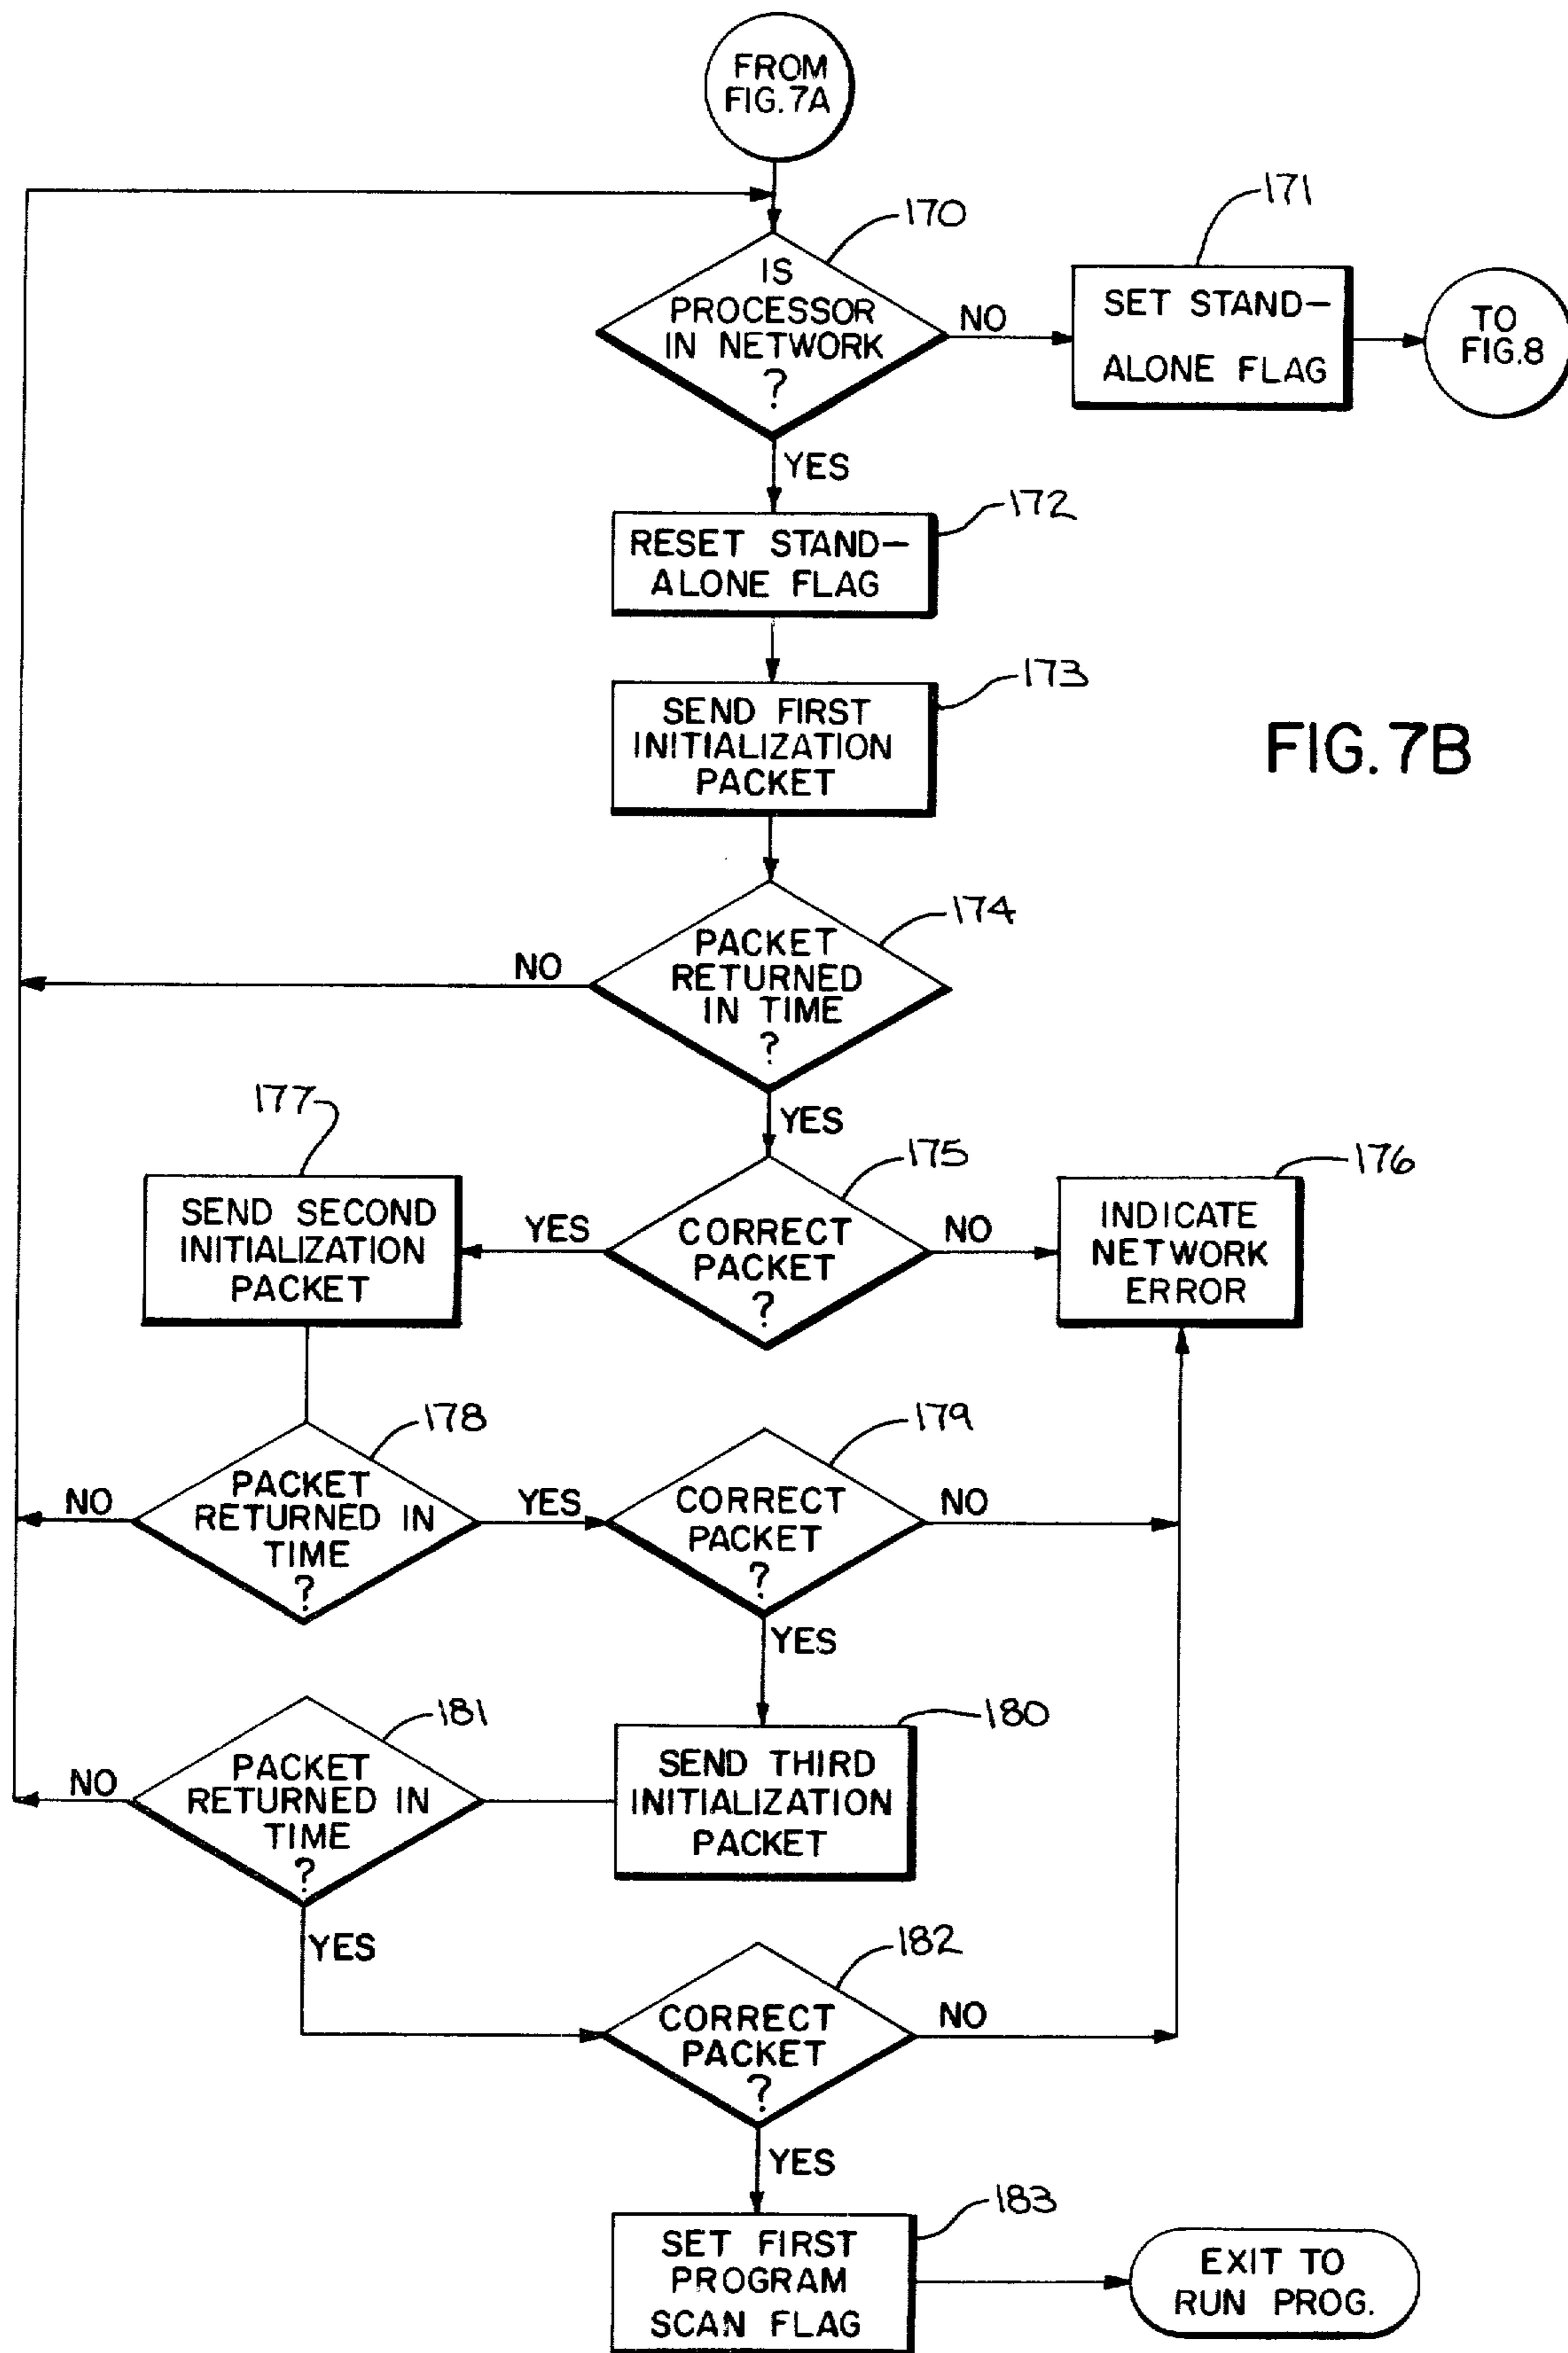 FROM
FIG. 7A
170
IS
PROCESSOR
IN NETWORK
?
NO
171
SET STAND-
ALONE FLAG
TO
FIG.8
YES
172
RESET STAND-
ALONE FLAG
173
SEND FIRST
INITIALIZATION
PACKET
FIG. 7B
174
PACKET
RETURNED
IN TIME
?
NO
YES
177
SEND SECOND
INITIALIZATION
PACKET
YES
175
CORRECT
PACKET
?
NO
176
INDICATE
NETWORK
ERROR
178
PACKET
RETURNED IN
TIME
?
NO
YES
179
CORRECT
PACKET
?
NO
YES
181
PACKET
RETURNED IN
TIME
?
NO
180
SEND THIRD
INITIALIZATION
PACKET
YES
182
CORRECT
PACKET
?
NO
YES
183
SET FIRST
PROGRAM
SCAN FLAG
EXIT TO
RUN PROG.